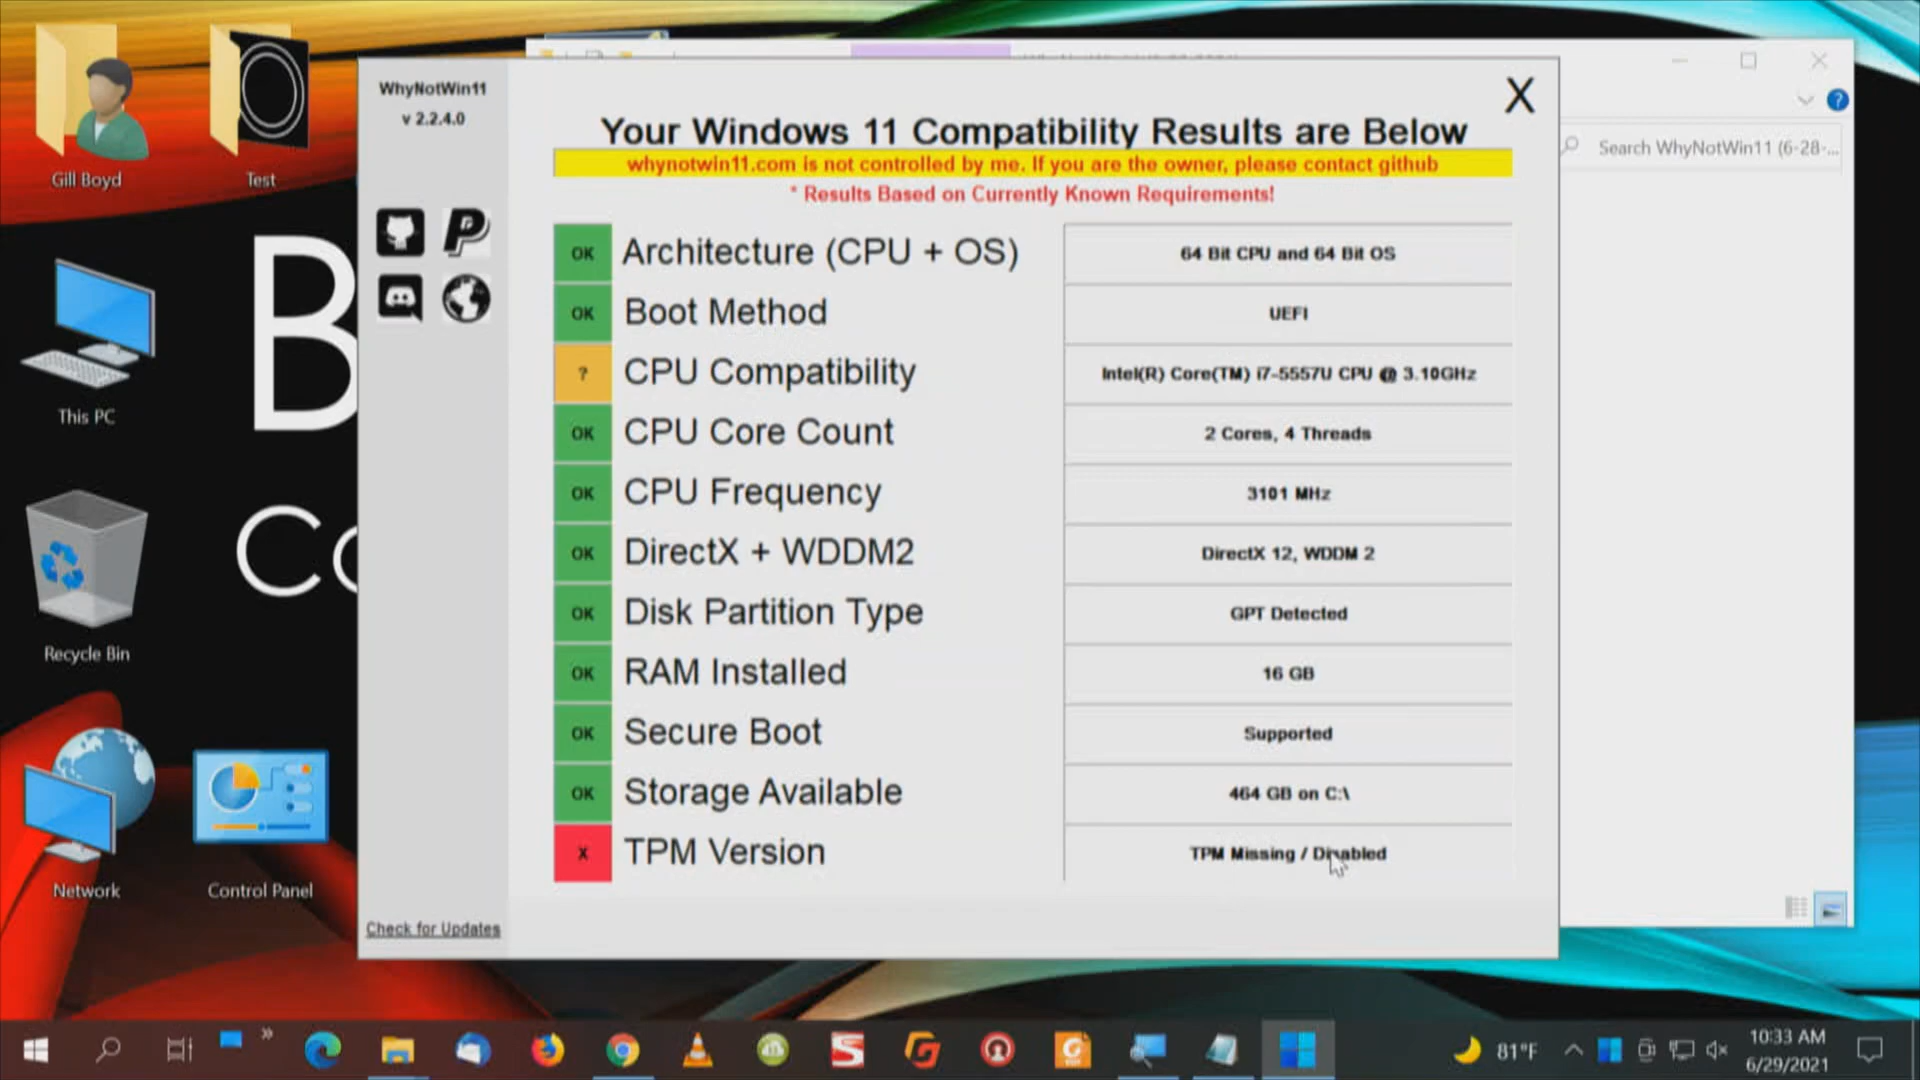 Gill Boyd
Test
This PC
Recycle Bin
Network
Control Panel
B
Co
WhyNotWin11
v 2.2.4.0
Check for Updates
X
Your Windows 11 Compatibility Results are Below
whynotwin11.com is not controlled by me. If you are the owner, please contact github
* Results Based on Currently Known Requirements!
OK Architecture (CPU + OS) 64 Bit CPU and 64 Bit OS
OK Boot Method UEFI
? CPU Compatibility Intel(R) Core(TM) i7-5557U CPU @ 3.10GHz
OK CPU Core Count 2 Cores, 4 Threads
OK CPU Frequency 3101 MHz
OK DirectX + WDDM2 DirectX 12, WDDM 2
OK Disk Partition Type GPT Detected
OK RAM Installed 16 GB
OK Secure Boot Supported
OK Storage Available 464 GB on C:\
X TPM Version TPM Missing / Disabled
Search WhyNotWin11 (6-28-...
81°F
10:33 AM
6/29/2021